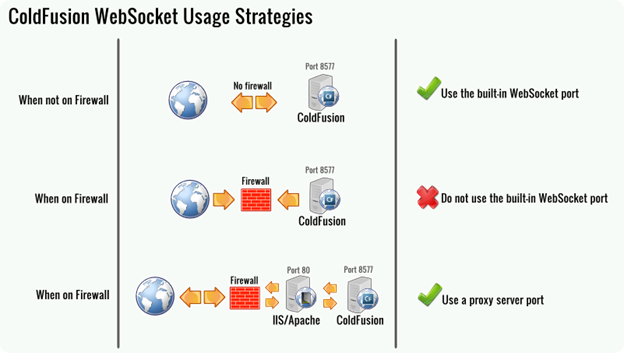 ColdFusion WebSocket Usage Strategies
When not on Firewall
No firewall
Port 8577
ColdFusion
Use the built-in WebSocket port
When on Firewall
Firewall
Port 8577
ColdFusion
Do not use the built-in WebSocket port
When on Firewall
Firewall
Port 80
IIS/Apache
Port 8577
ColdFusion
Use a proxy server port